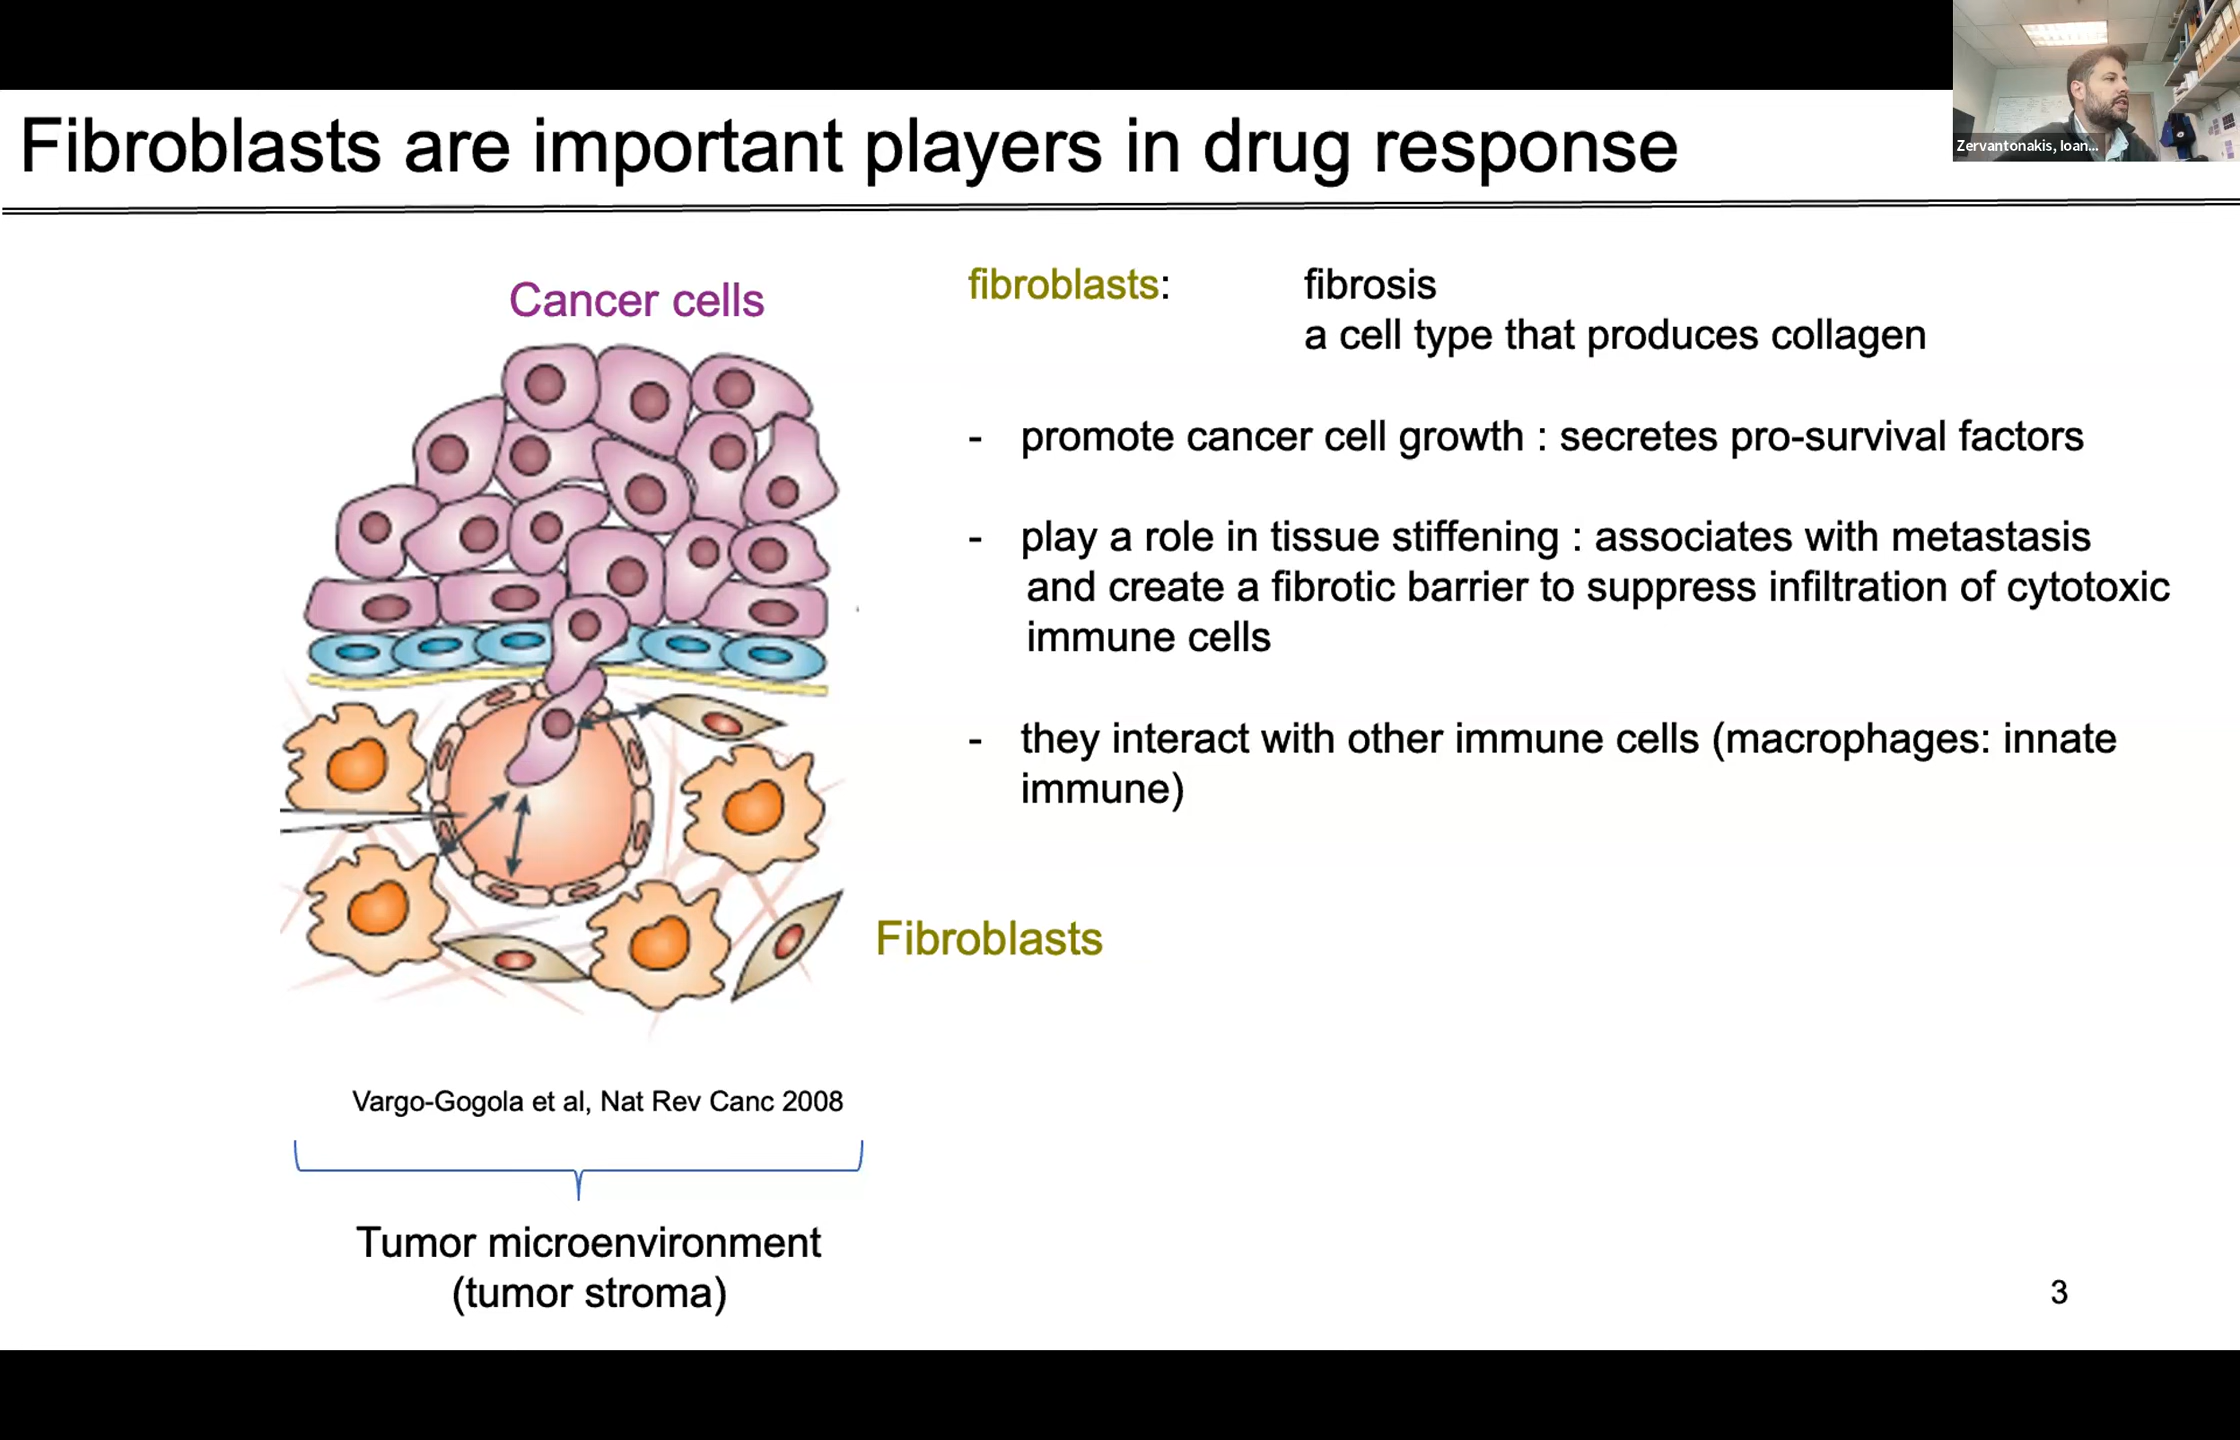 Zervantonakis, Ioan...
Fibroblasts are important players in drug response
Cancer cells
fibroblasts: fibrosis
a cell type that produces collagen
- promote cancer cell growth : secretes pro-survival factors
- play a role in tissue stiffening : associates with metastasis
and create a fibrotic barrier to suppress infiltration of cytotoxic
immune cells
- they interact with other immune cells (macrophages: innate
immune)
Fibroblasts
Vargo-Gogola et al, Nat Rev Canc 2008
Tumor microenvironment
(tumor stroma)
3